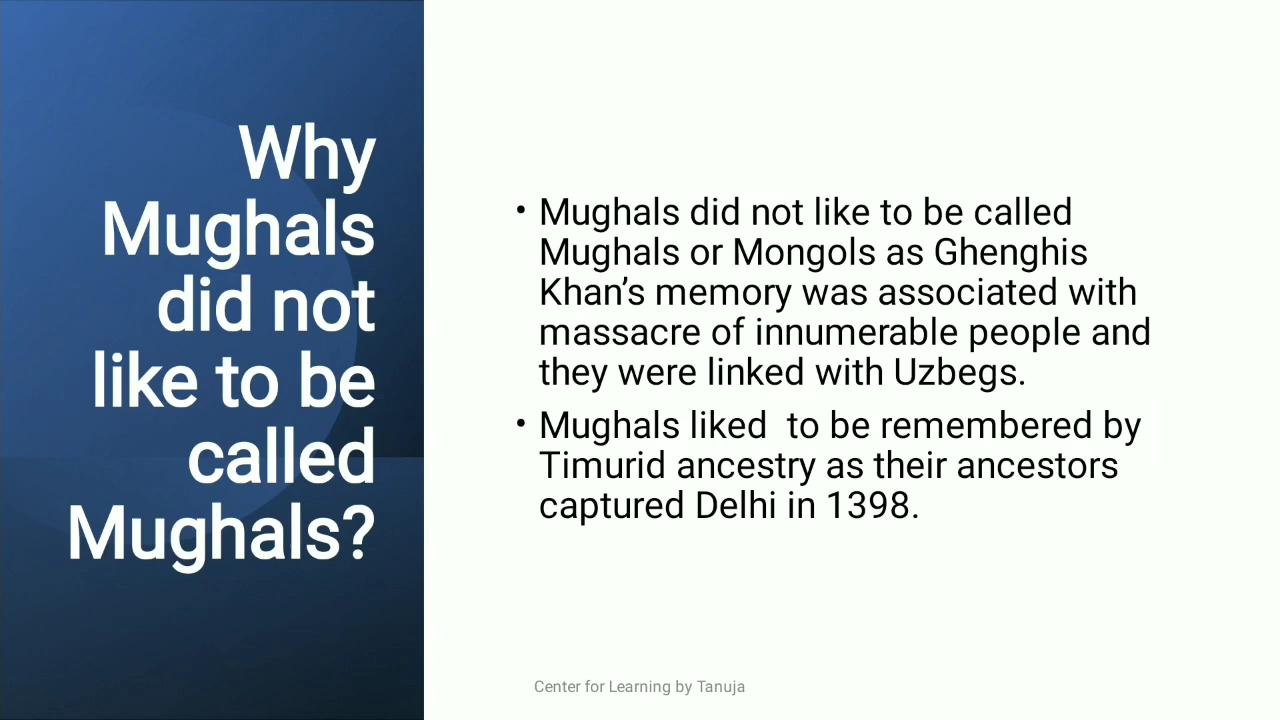 Why
Mughals
did not
like to be
called
Mughals?
• Mughals did not like to be called
Mughals or Mongols as Ghenghis
Khan’s memory was associated with
massacre of innumerable people and
they were linked with Uzbegs.
• Mughals liked  to be remembered by
Timurid ancestry as their ancestors
captured Delhi in 1398.
Center for Learning by Tanuja